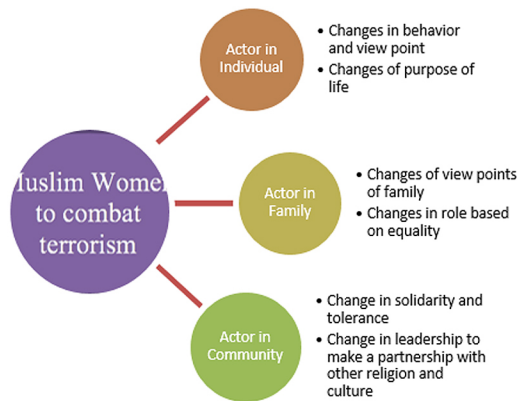 Muslim Women
to combat
terrorism
Actor in
Individual
• Changes in behavior
and view point
• Changes of purpose of
life
Actor in
Family
• Changes of view points
of family
• Changes in role based
on equality
Actor in
Community
• Change in solidarity and
tolerance
• Change in leadership to
make a partnership with
other religion and
culture